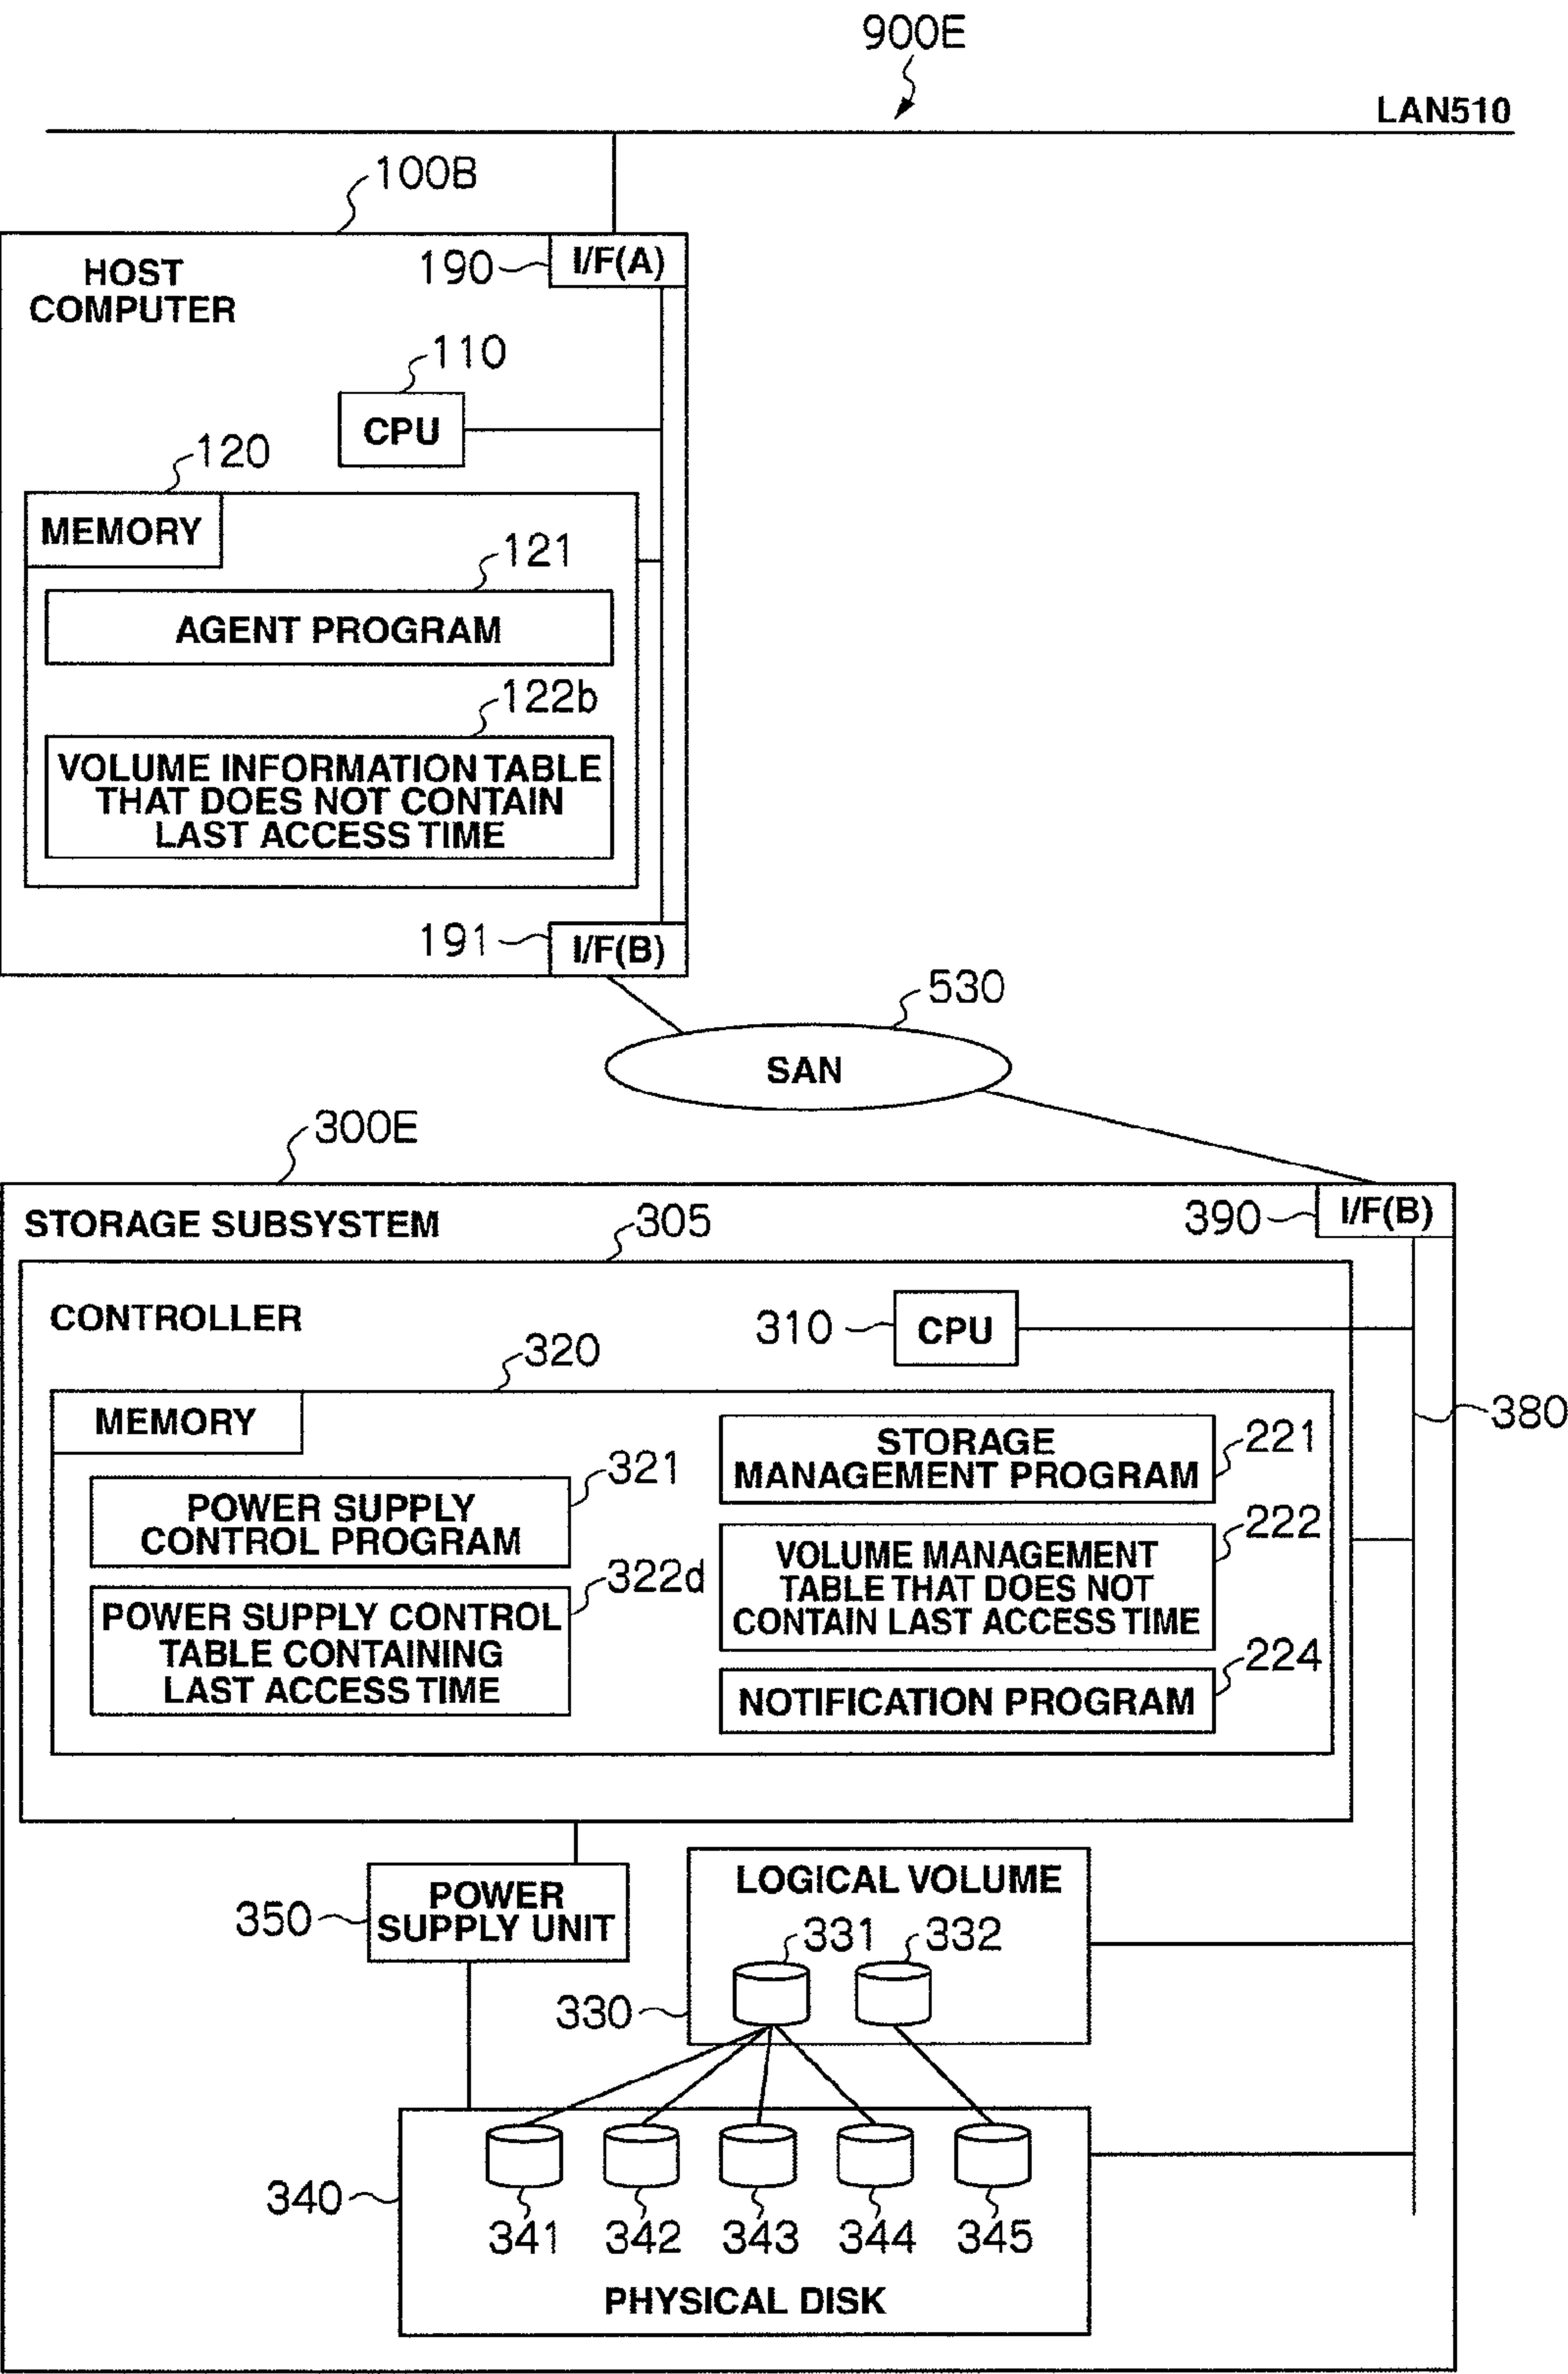 900E
LAN510
100B
HOST
COMPUTER
190
I/F(A)
110
CPU
120
MEMORY
121
AGENT PROGRAM
122b
VOLUME INFORMATION TABLE
THAT DOES NOT CONTAIN
LAST ACCESS TIME
191
I/F(B)
530
SAN
300E
STORAGE SUBSYSTEM
390
I/F(B)
305
CONTROLLER
310
CPU
320
MEMORY
380
321
POWER SUPPLY
CONTROL PROGRAM
322d
POWER SUPPLY CONTROL
TABLE CONTAINING
LAST ACCESS TIME
STORAGE
MANAGEMENT PROGRAM
221
222
VOLUME MANAGEMENT
TABLE THAT DOES NOT
CONTAIN LAST ACCESS TIME
224
NOTIFICATION PROGRAM
350
POWER
SUPPLY UNIT
LOGICAL VOLUME
331
332
330
340
341
342
343
344
345
PHYSICAL DISK